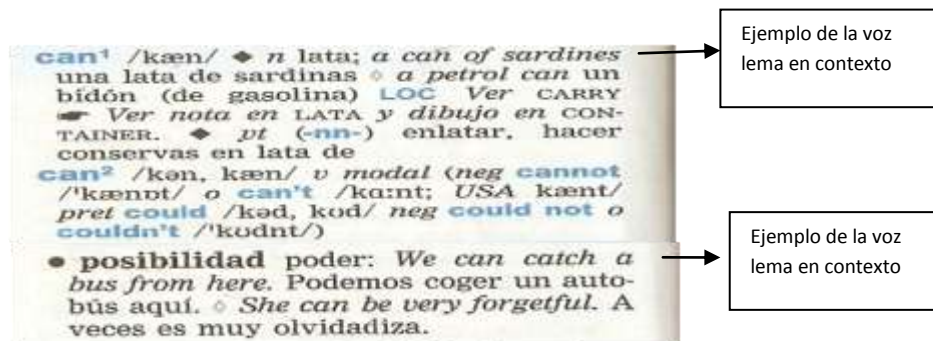 can¹ /kæn/ ◆ n lata; a can of sardines
una lata de sardinas ◊ a petrol can un
bidón (de gasolina) LOC Ver CARRY
☛ Ver nota en LATA y dibujo en CON-
TAINER. ◆ vt (-nn-) enlatar, hacer
conservas en lata de
can² /kən, kæn/ v modal (neg cannot
/'kænɒt/ o can't /kɑːnt; USA kænt/
pret could /kəd, kʊd/ neg could not o
couldn't /'kʊdnt/)
● posibilidad poder: We can catch a
bus from here. Podemos coger un auto-
bús aquí. ◊ She can be very forgetful. A
veces es muy olvidadiza.
Ejemplo de la voz
lema en contexto
Ejemplo de la voz
lema en contexto